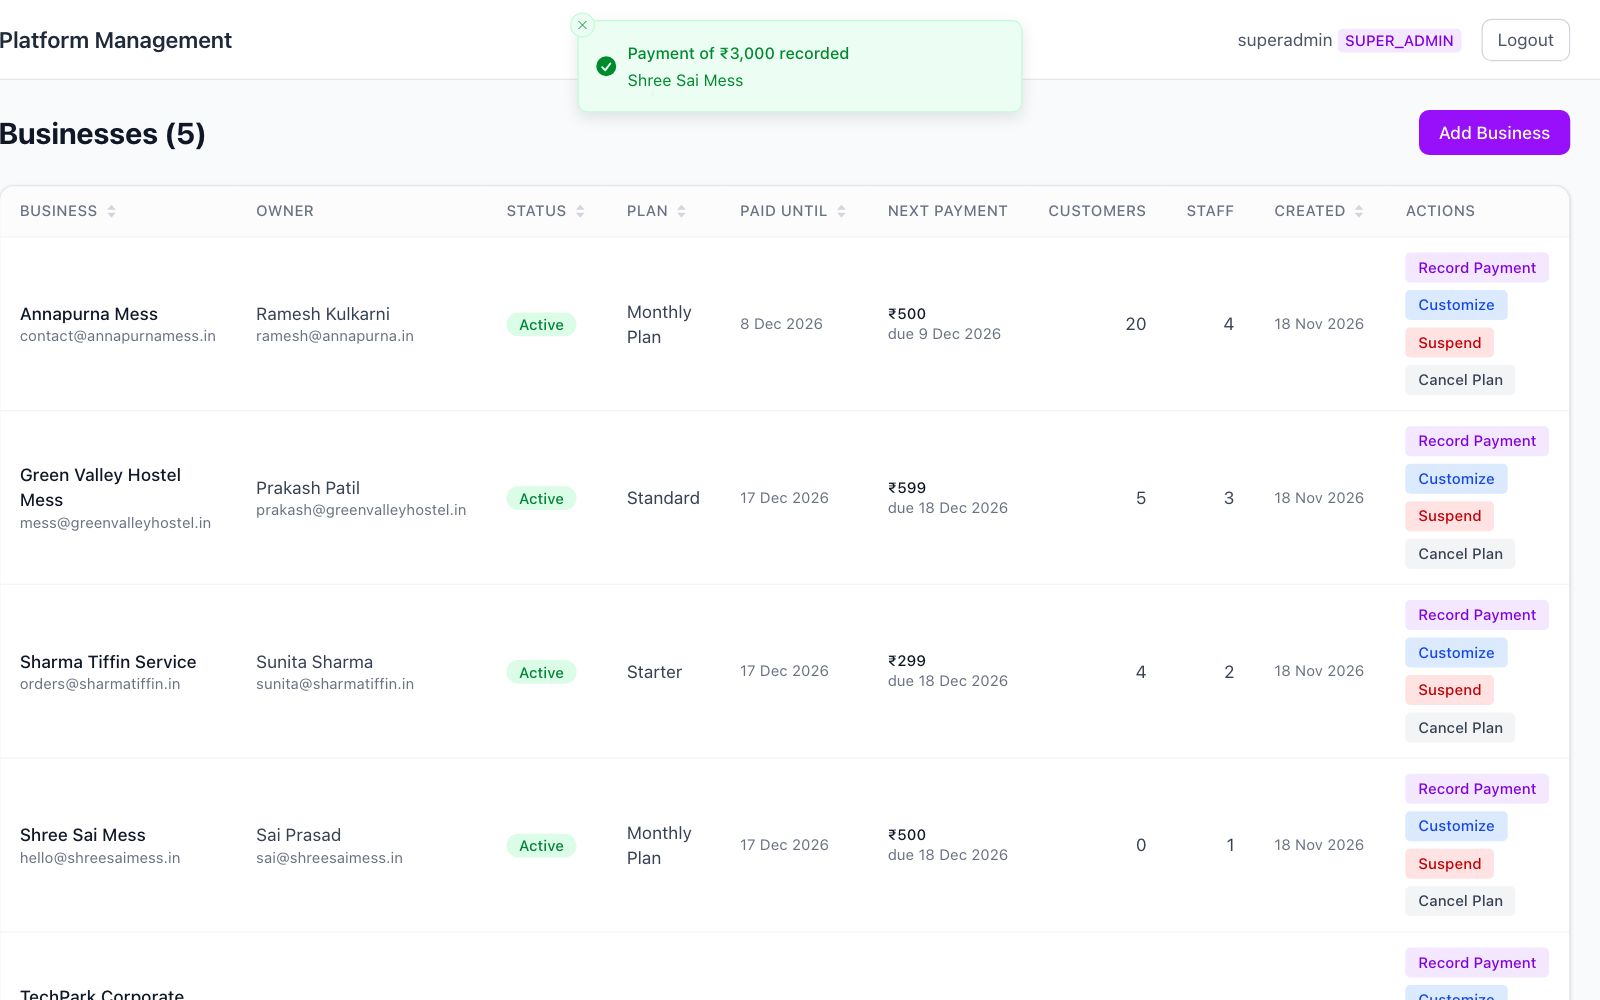 Platform Management
Payment of ₹3,000 recorded
Shree Sai Mess
superadmin SUPER_ADMIN
Logout
Businesses (5)
Add Business
BUSINESS OWNER STATUS PLAN PAID UNTIL NEXT PAYMENT CUSTOMERS STAFF CREATED ACTIONS
Annapurna Mess
contact@annapurnamess.in
Ramesh Kulkarni
ramesh@annapurna.in
Active
Monthly
Plan
8 Dec 2026
₹500
due 9 Dec 2026
20
4
18 Nov 2026
Record Payment
Customize
Suspend
Cancel Plan
Green Valley Hostel
Mess
mess@greenvalleyhostel.in
Prakash Patil
prakash@greenvalleyhostel.in
Active
Standard
17 Dec 2026
₹599
due 18 Dec 2026
5
3
18 Nov 2026
Record Payment
Customize
Suspend
Cancel Plan
Sharma Tiffin Service
orders@sharmatiffin.in
Sunita Sharma
sunita@sharmatiffin.in
Active
Starter
17 Dec 2026
₹299
due 18 Dec 2026
4
2
18 Nov 2026
Record Payment
Customize
Suspend
Cancel Plan
Shree Sai Mess
hello@shreesaimess.in
Sai Prasad
sai@shreesaimess.in
Active
Monthly
Plan
17 Dec 2026
₹500
due 18 Dec 2026
0
1
18 Nov 2026
Record Payment
Customize
Suspend
Cancel Plan
TechPark Corporate
Record Payment
Customize